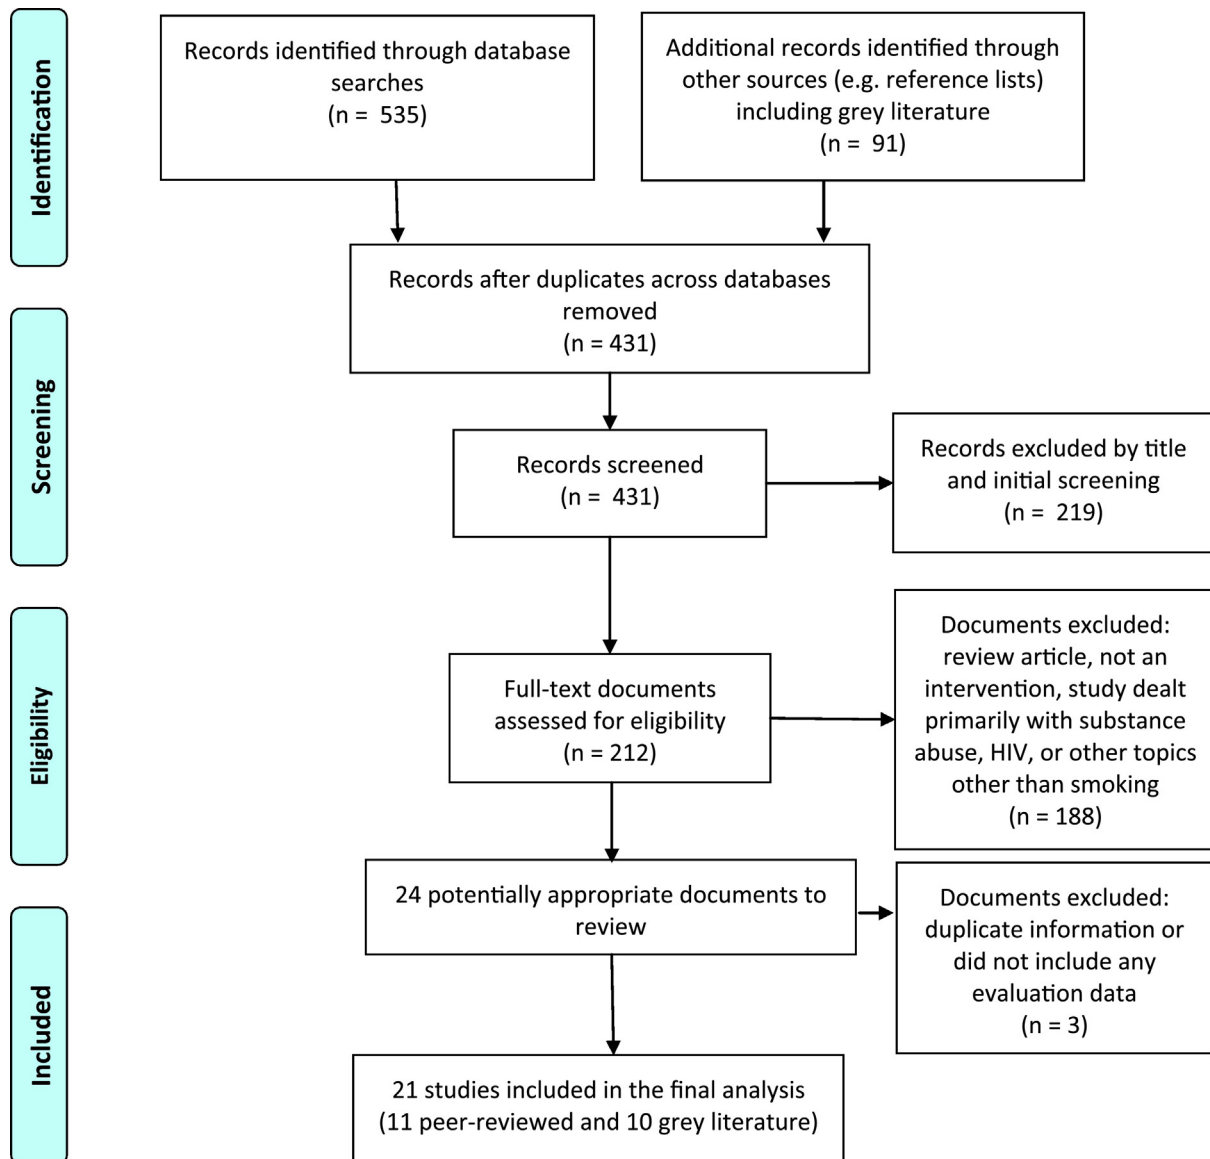 Identification
Records identified through database
searches
(n =  535)
Additional records identified through
other sources (e.g. reference lists)
including grey literature
(n =  91)
Records after duplicates across databases
removed
(n = 431)
Screening
Records screened
(n =  431)
Records excluded by title
and initial screening
(n =  219)
Eligibility
Full-text documents
assessed for eligibility
(n = 212)
Documents excluded:
review article, not an
intervention, study dealt
primarily with substance
abuse, HIV, or other topics
other than smoking
(n = 188)
24 potentially appropriate documents to
review
Documents excluded:
duplicate information or
did not include any
evaluation data
(n = 3)
Included
21 studies included in the final analysis
(11 peer-reviewed and 10 grey literature)